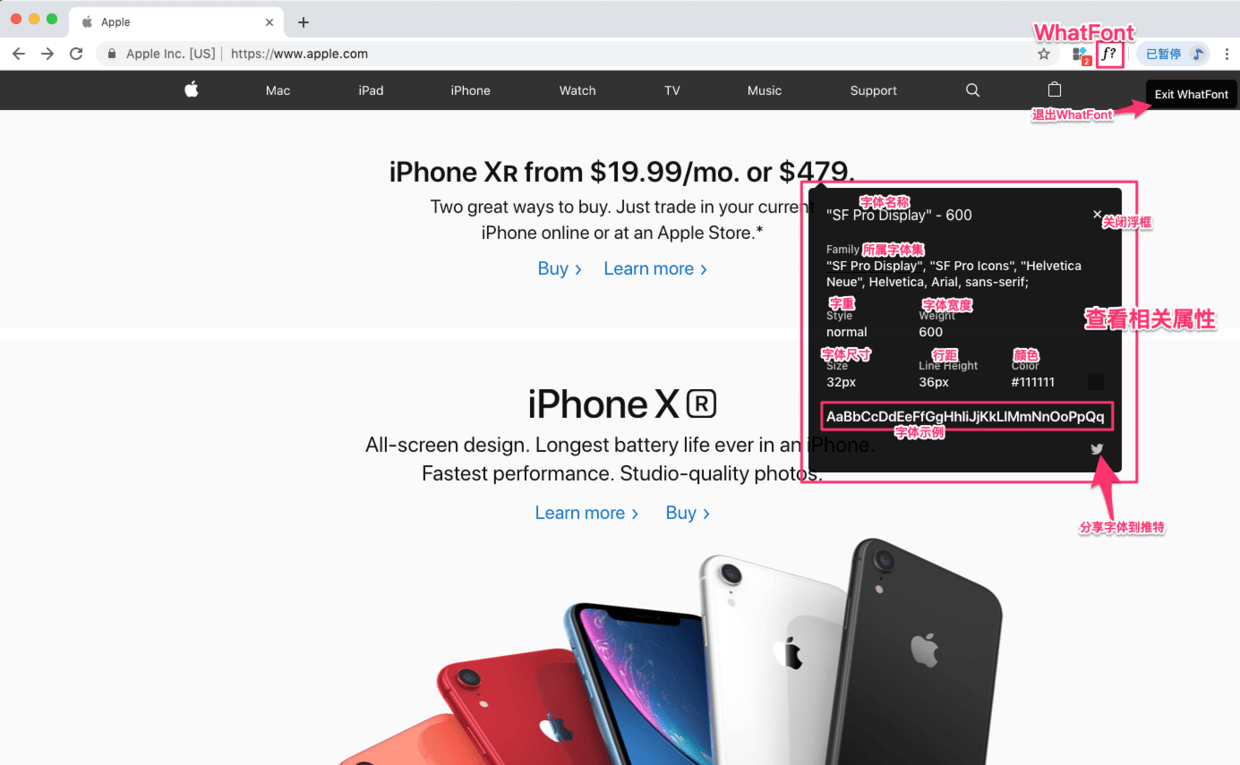 Apple
WhatFont
Apple Inc. [US] | https://www.apple.com
2
f?
已暂停
Mac iPad iPhone Watch TV Music Support
Exit WhatFont
退出WhatFont
iPhone XR from $19.99/mo. or $479.
Two great ways to buy. Just trade in your current
iPhone online or at an Apple Store.*
Buy > Learn more >
字体名称
"SF Pro Display" - 600
×
关闭浮框
Family 所属字体集
"SF Pro Display", "SF Pro Icons", "Helvetica
Neue", Helvetica, Arial, sans-serif;
字重 字体宽度
Style Weight
normal 600
查看相关属性
字体尺寸 行距 颜色
Size Line Height Color
32px 36px #111111
AaBbCcDdEeFfGgHhIiJjKkLlMmNnOoPpQq
字体示例
iPhone X R
All-screen design. Longest battery life ever in an iPhone.
Fastest performance. Studio-quality photos.
Learn more > Buy >
分享字体到推特